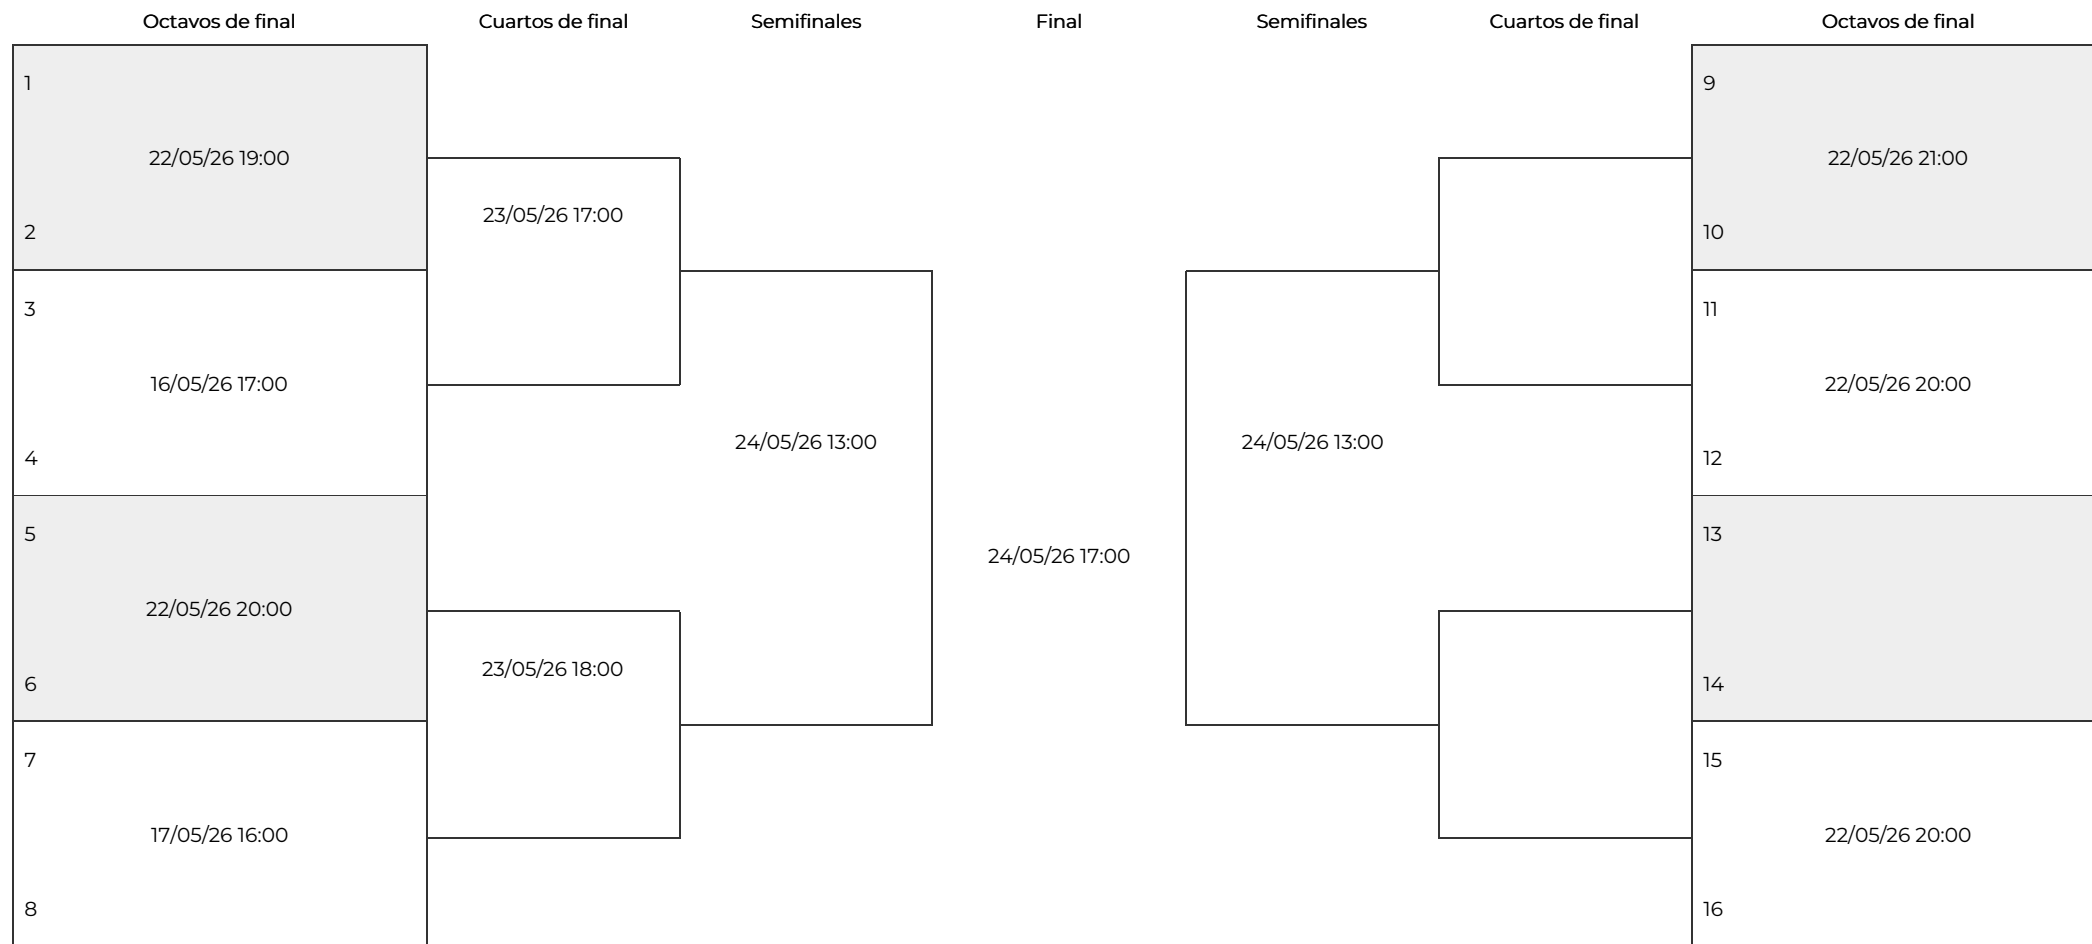 Octavos de final Cuartos de final Semifinales Final Semifinales Cuartos de final Octavos de final
1 9
22/05/26 19:00 22/05/26 21:00
23/05/26 17:00
2 10
3 11
16/05/26 17:00 22/05/26 20:00
24/05/26 13:00 24/05/26 13:00
4 12
5 13
24/05/26 17:00
22/05/26 20:00
23/05/26 18:00
6 14
7 15
17/05/26 16:00 22/05/26 20:00
8 16